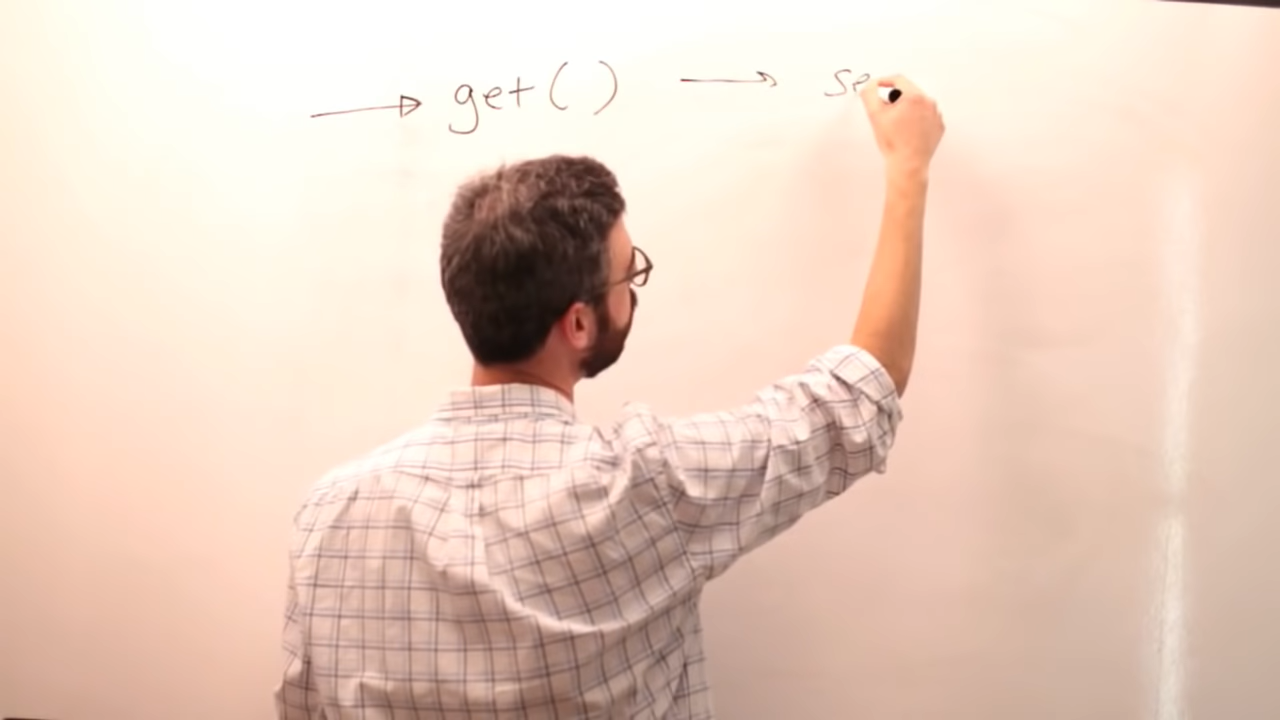 → get() → se